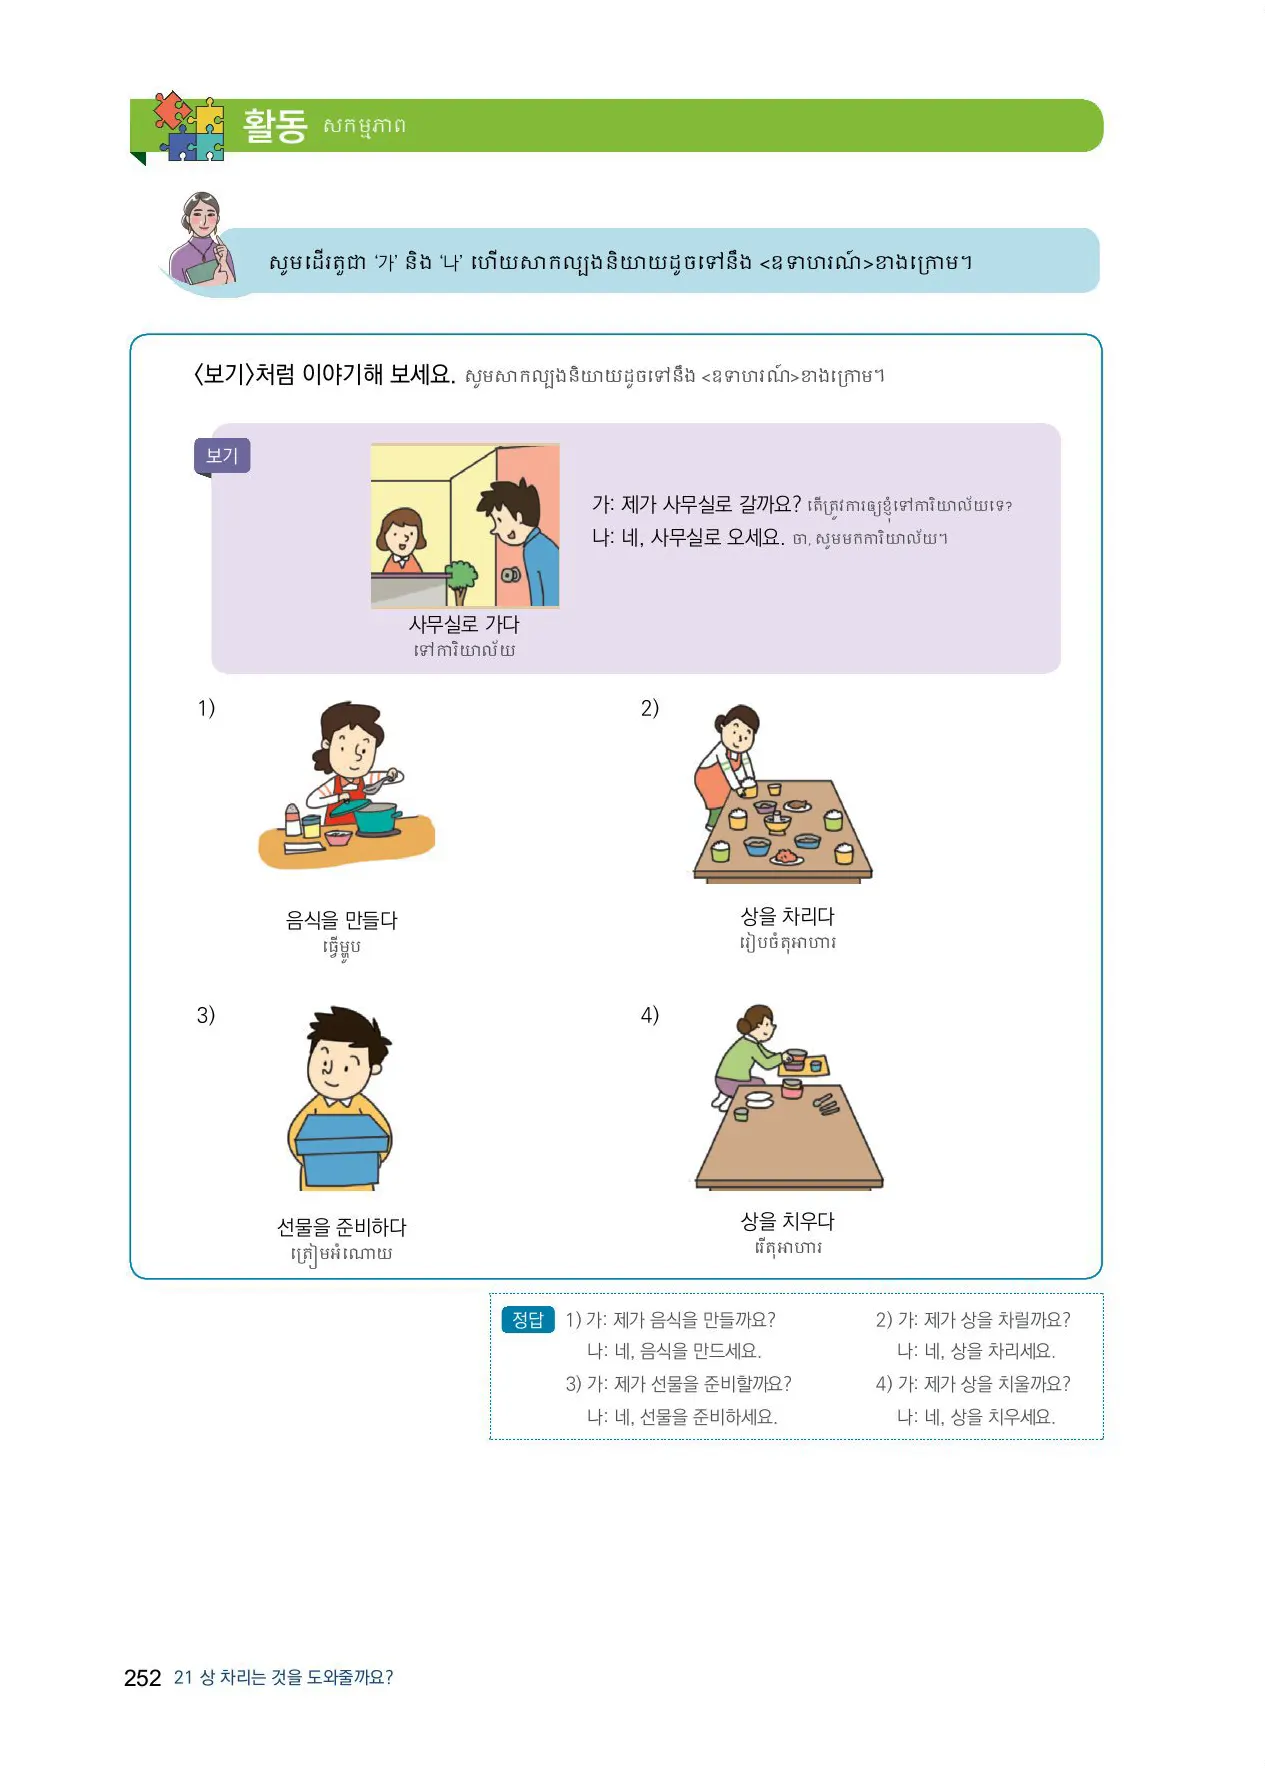 활동 សកម្មភាព
សូមដើរតួជា ‘가’ និង ‘나’ ហើយសាកល្បងនិយាយដូចទៅនឹង <ឧទាហរណ៍>ខាងក្រោម។
<보기>처럼 이야기해 보세요. សូមសាកល្បងនិយាយដូចទៅនឹង <ឧទាហរណ៍>ខាងក្រោម។
보기
가: 제가 사무실로 갈까요? តើត្រូវការឲ្យខ្ញុំទៅការិយាល័យទេ?
나: 네, 사무실로 오세요. ចា, សូមមកការិយាល័យ។
사무실로 가다
ទៅការិយាល័យ
1)
음식을 만들다
ធ្វើម្ហូប
2)
상을 차리다
រៀបចំតុអាហារ
3)
선물을 준비하다
ត្រៀមអំណោយ
4)
상을 치우다
រើតុអាហារ
정답
1) 가: 제가 음식을 만들까요?
나: 네, 음식을 만드세요.
2) 가: 제가 상을 차릴까요?
나: 네, 상을 차리세요.
3) 가: 제가 선물을 준비할까요?
나: 네, 선물을 준비하세요.
4) 가: 제가 상을 치울까요?
나: 네, 상을 치우세요.
252 21 상 차리는 것을 도와줄까요?